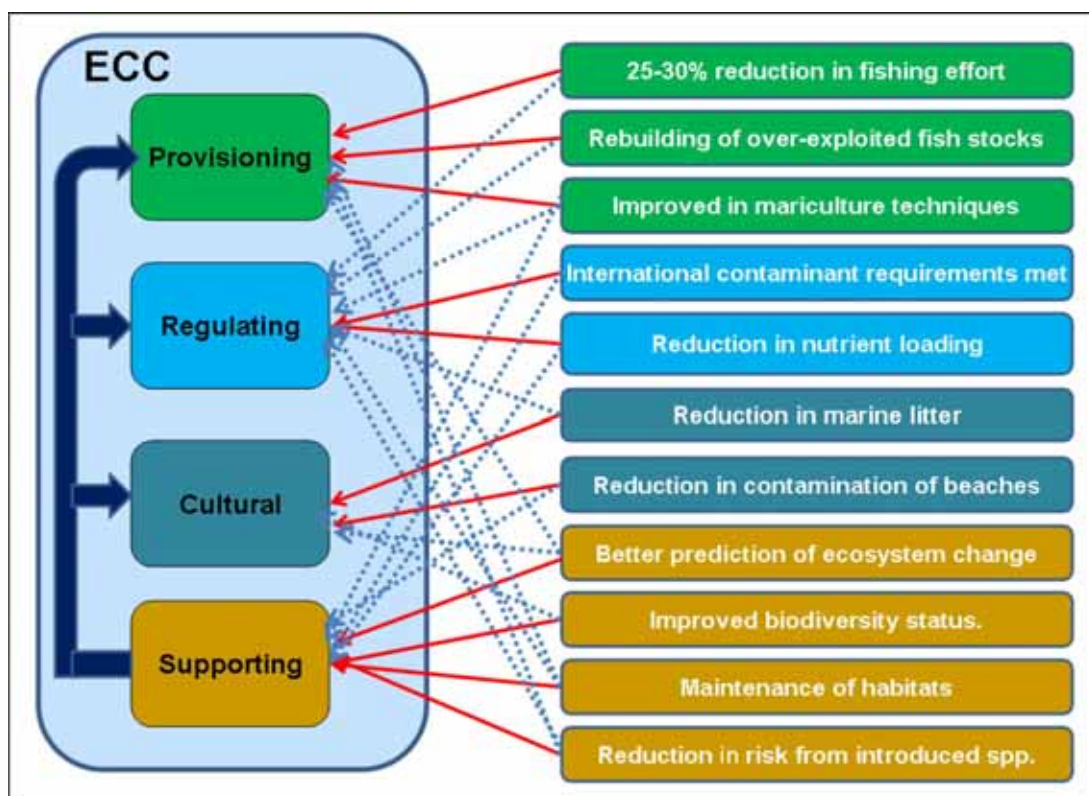 ECC
Provisioning
Regulating
Cultural
Supporting
25-30% reduction in fishing effort
Rebuilding of over-exploited fish stocks
Improved in mariculture techniques
International contaminant requirements met
Reduction in nutrient loading
Reduction in marine litter
Reduction in contamination of beaches
Better prediction of ecosystem change
Improved biodiversity status.
Maintenance of habitats
Reduction in risk from introduced spp.